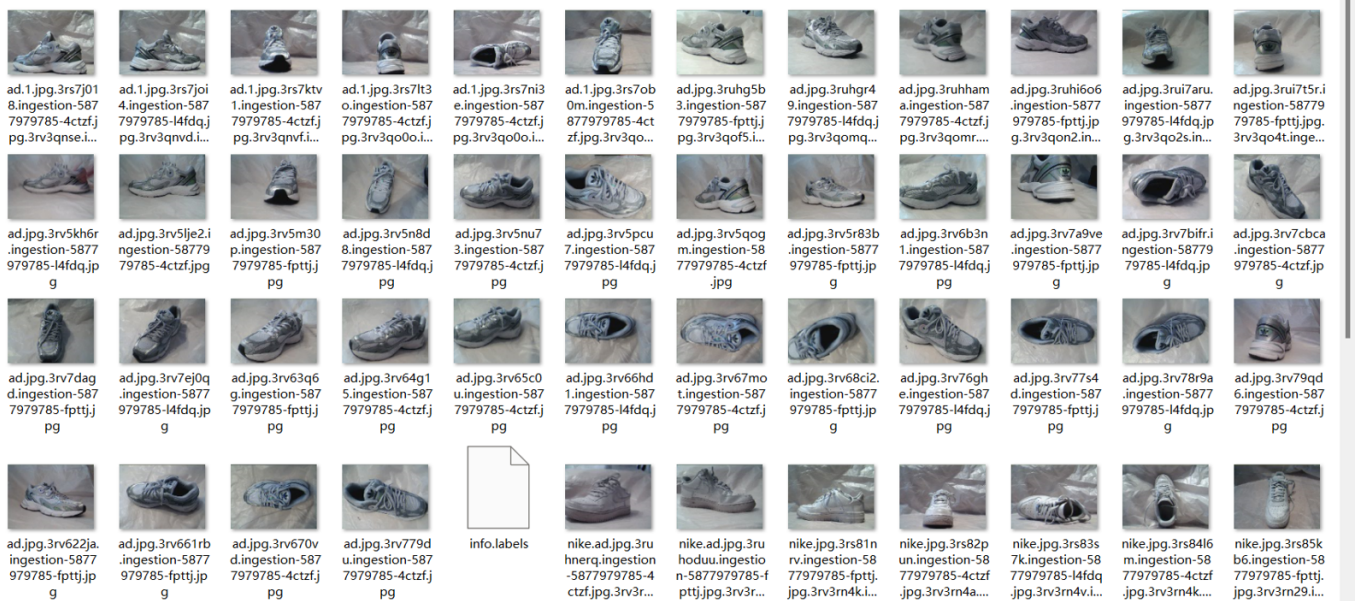 ad.1.jpg.3rs7j01
8.ingestion-587
7979785-4ctzf.j
pg.3rv3qnse.i...
ad.1.jpg.3rs7joi
4.ingestion-587
7979785-l4fdq.j
pg.3rv3qnvd.i...
ad.1.jpg.3rs7ktv
1.ingestion-587
7979785-4ctzf.j
pg.3rv3qnvf.i...
ad.1.jpg.3rs7lt3
o.ingestion-587
7979785-4ctzf.j
pg.3rv3qo0o.i...
ad.1.jpg.3rs7ni3
e.ingestion-587
7979785-4ctzf.j
pg.3rv3qo0o.i...
ad.1.jpg.3rs7ob
0m.ingestion-5
877979785-4ct
zf.jpg.3rv3qo...
ad.jpg.3ruhg5b
3.ingestion-587
7979785-fpttj.j
pg.3rv3qof5.i...
ad.jpg.3ruhgr4
9.ingestion-587
7979785-l4fdq.j
pg.3rv3qomq...
ad.jpg.3ruhham
a.ingestion-587
7979785-4ctzf.j
pg.3rv3qomr....
ad.jpg.3ruhi6o6
.ingestion-5877
979785-fpttj.jp
g.3rv3qon2.in...
ad.jpg.3rui7aru.
ingestion-5877
979785-l4fdq.jp
g.3rv3qo2s.in...
ad.jpg.3rui7t5r.i
ngestion-58779
79785-fpttj.jpg.
3rv3qo4t.inge...
ad.jpg.3rv5kh6r
.ingestion-5877
979785-l4fdq.jp
g
ad.jpg.3rv5lje2.i
ngestion-58779
79785-4ctzf.jpg
ad.jpg.3rv5m30
p.ingestion-587
7979785-fpttj.j
pg
ad.jpg.3rv5n8d
8.ingestion-587
7979785-l4fdq.j
pg
ad.jpg.3rv5nu7
3.ingestion-587
7979785-4ctzf.j
pg
ad.jpg.3rv5pcu
7.ingestion-587
7979785-l4fdq.j
pg
ad.jpg.3rv5qog
m.ingestion-58
77979785-4ctzf
.jpg
ad.jpg.3rv5r83b
.ingestion-5877
979785-fpttj.jp
g
ad.jpg.3rv6b3n
1.ingestion-587
7979785-fpttj.j
pg
ad.jpg.3rv7a9ve
.ingestion-5877
979785-fpttj.jp
g
ad.jpg.3rv7bifr.i
ngestion-58779
79785-l4fdq.jp
g
ad.jpg.3rv7cbca
.ingestion-5877
979785-4ctzf.jp
g
ad.jpg.3rv7dag
d.ingestion-587
7979785-fpttj.j
pg
ad.jpg.3rv7ej0q
.ingestion-5877
979785-l4fdq.jp
g
ad.jpg.3rv63q6
g.ingestion-587
7979785-fpttj.j
pg
ad.jpg.3rv64g1
5.ingestion-587
7979785-4ctzf.j
pg
ad.jpg.3rv65c0
u.ingestion-587
7979785-4ctzf.j
pg
ad.jpg.3rv66hd
1.ingestion-587
7979785-l4fdq.j
pg
ad.jpg.3rv67mo
t.ingestion-587
7979785-4ctzf.j
pg
ad.jpg.3rv68ci2.
ingestion-5877
979785-fpttj.jp
g
ad.jpg.3rv76gh
e.ingestion-587
7979785-l4fdq.j
pg
ad.jpg.3rv77s4
d.ingestion-587
7979785-fpttj.j
pg
ad.jpg.3rv78r9a
.ingestion-5877
979785-l4fdq.jp
g
ad.jpg.3rv79qd
6.ingestion-587
7979785-4ctzf.j
pg
ad.jpg.3rv622ja.
ingestion-5877
979785-fpttj.jp
g
ad.jpg.3rv661rb
.ingestion-5877
979785-fpttj.jp
g
ad.jpg.3rv670v
d.ingestion-587
7979785-4ctzf.j
pg
ad.jpg.3rv779d
u.ingestion-587
7979785-4ctzf.j
pg
info.labels
nike.ad.jpg.3ru
hnerq.ingestion
-5877979785-4
ctzf.jpg.3rv3r...
nike.ad.jpg.3ru
hoduu.ingestio
n-5877979785-f
pttj.jpg.3rv3r...
nike.jpg.3rs81n
rv.ingestion-58
77979785-fpttj.
jpg.3rv3rn4k.i...
nike.jpg.3rs82p
un.ingestion-58
77979785-4ctzf
.jpg.3rv3rn4a....
nike.jpg.3rs83s
7k.ingestion-58
77979785-l4fdq
.jpg.3rv3rn4v.i...
nike.jpg.3rs84l6
m.ingestion-58
77979785-4ctzf
.jpg.3rv3rn4k....
nike.jpg.3rs85k
b6.ingestion-58
77979785-fpttj.
jpg.3rv3rn29.i...